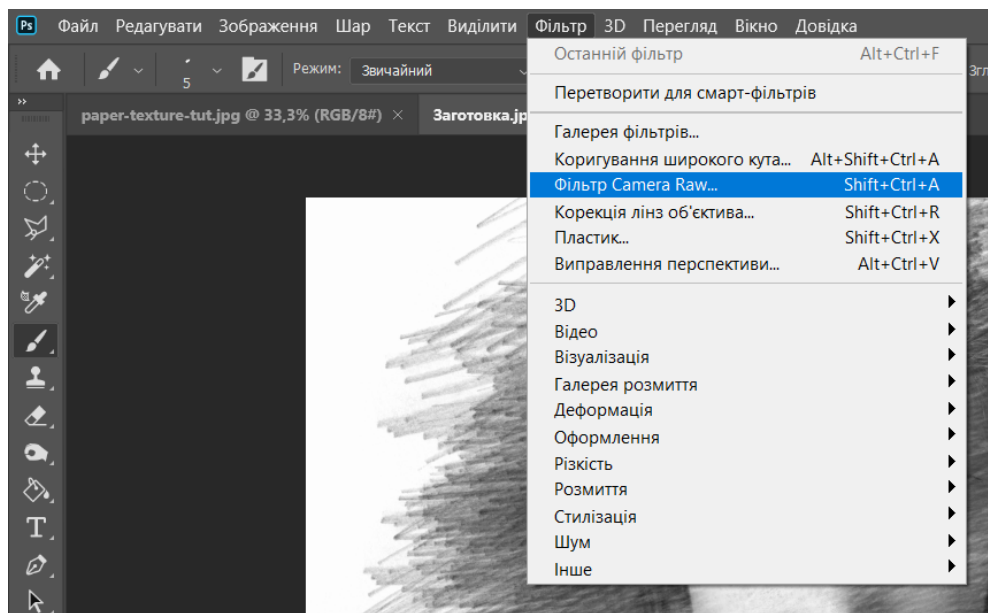 Ps Файл Редагувати Зображення Шар Текст Виділити Фільтр 3D Перегляд Вікно Довідка
5 Режим: Звичайний
paper-texture-tut.jpg @ 33,3% (RGB/8#) × Заготовка.jp
Останній фільтр Alt+Ctrl+F
Перетворити для смарт-фільтрів
Галерея фільтрів...
Коригування широкого кута... Alt+Shift+Ctrl+A
Фільтр Camera Raw... Shift+Ctrl+A
Корекція лінз об'єктива... Shift+Ctrl+R
Пластик... Shift+Ctrl+X
Виправлення перспективи... Alt+Ctrl+V
3D
Відео
Візуалізація
Галерея розмиття
Деформація
Оформлення
Різкість
Розмиття
Стилізація
Шум
Інше